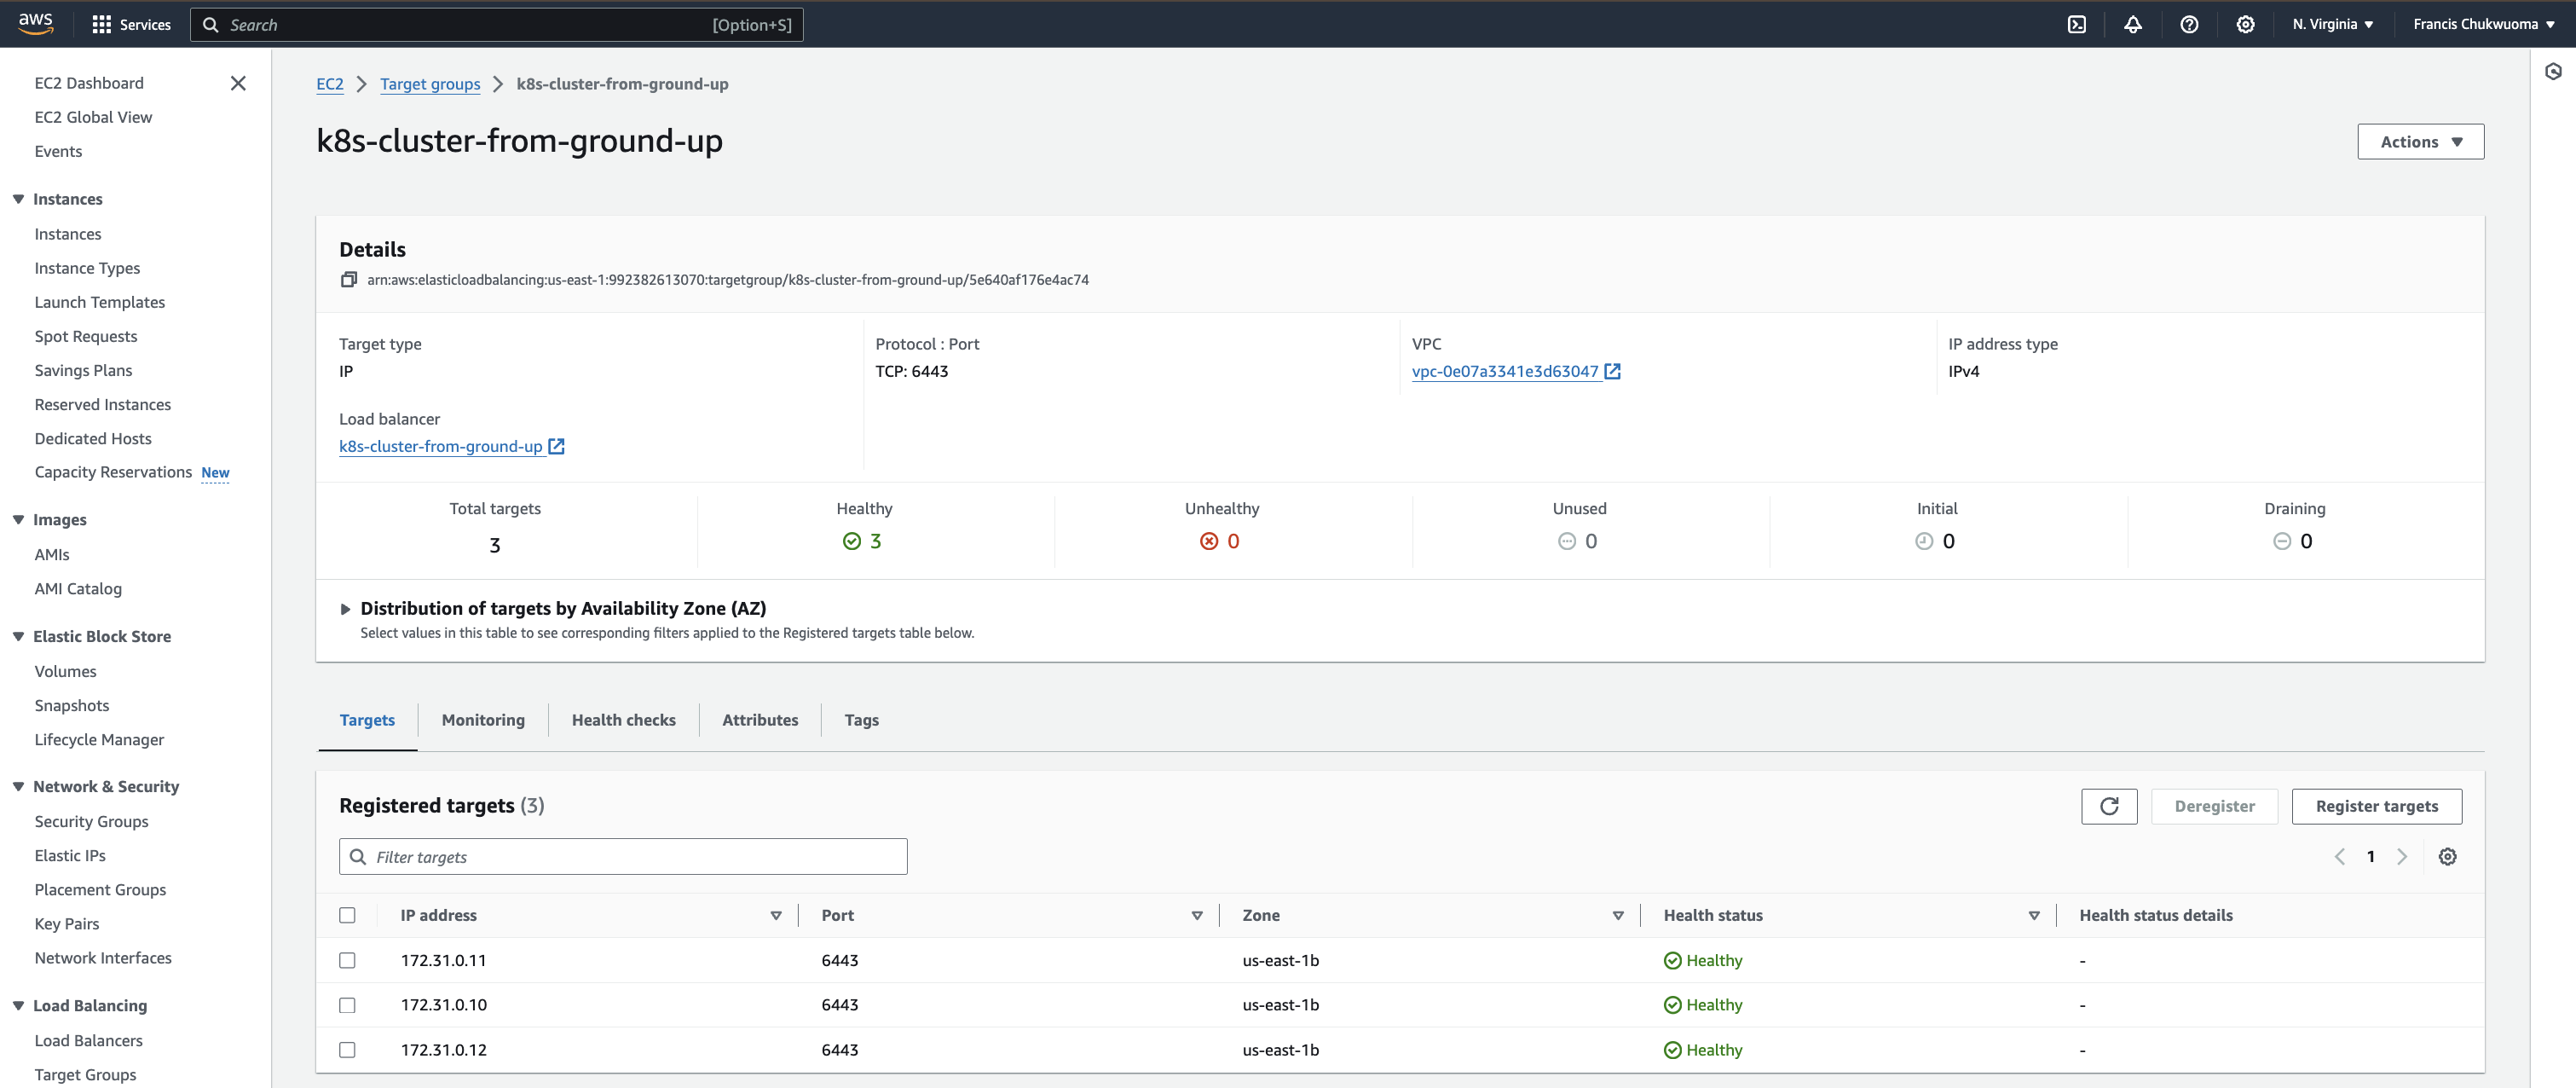 aws
Services
Search
[Option+S]
N. Virginia
Francis Chukwuoma
EC2 Dashboard
EC2 Global View
Events
Instances
Instances
Instance Types
Launch Templates
Spot Requests
Savings Plans
Reserved Instances
Dedicated Hosts
Capacity Reservations New
Images
AMIs
AMI Catalog
Elastic Block Store
Volumes
Snapshots
Lifecycle Manager
Network & Security
Security Groups
Elastic IPs
Placement Groups
Key Pairs
Network Interfaces
Load Balancing
Load Balancers
Target Groups
EC2 Target groups k8s-cluster-from-ground-up
k8s-cluster-from-ground-up
Actions
Details
arn:aws:elasticloadbalancing:us-east-1:992382613070:targetgroup/k8s-cluster-from-ground-up/5e640af176e4ac74
Target type
IP
Protocol : Port
TCP: 6443
VPC
vpc-0e07a3341e3d63047
IP address type
IPv4
Load balancer
k8s-cluster-from-ground-up
Total targets
3
Healthy
3
Unhealthy
0
Unused
0
Initial
0
Draining
0
Distribution of targets by Availability Zone (AZ)
Select values in this table to see corresponding filters applied to the Registered targets table below.
Targets Monitoring Health checks Attributes Tags
Registered targets (3)
Deregister
Register targets
Filter targets
1
IP address Port Zone Health status Health status details
172.31.0.11 6443 us-east-1b Healthy -
172.31.0.10 6443 us-east-1b Healthy -
172.31.0.12 6443 us-east-1b Healthy -